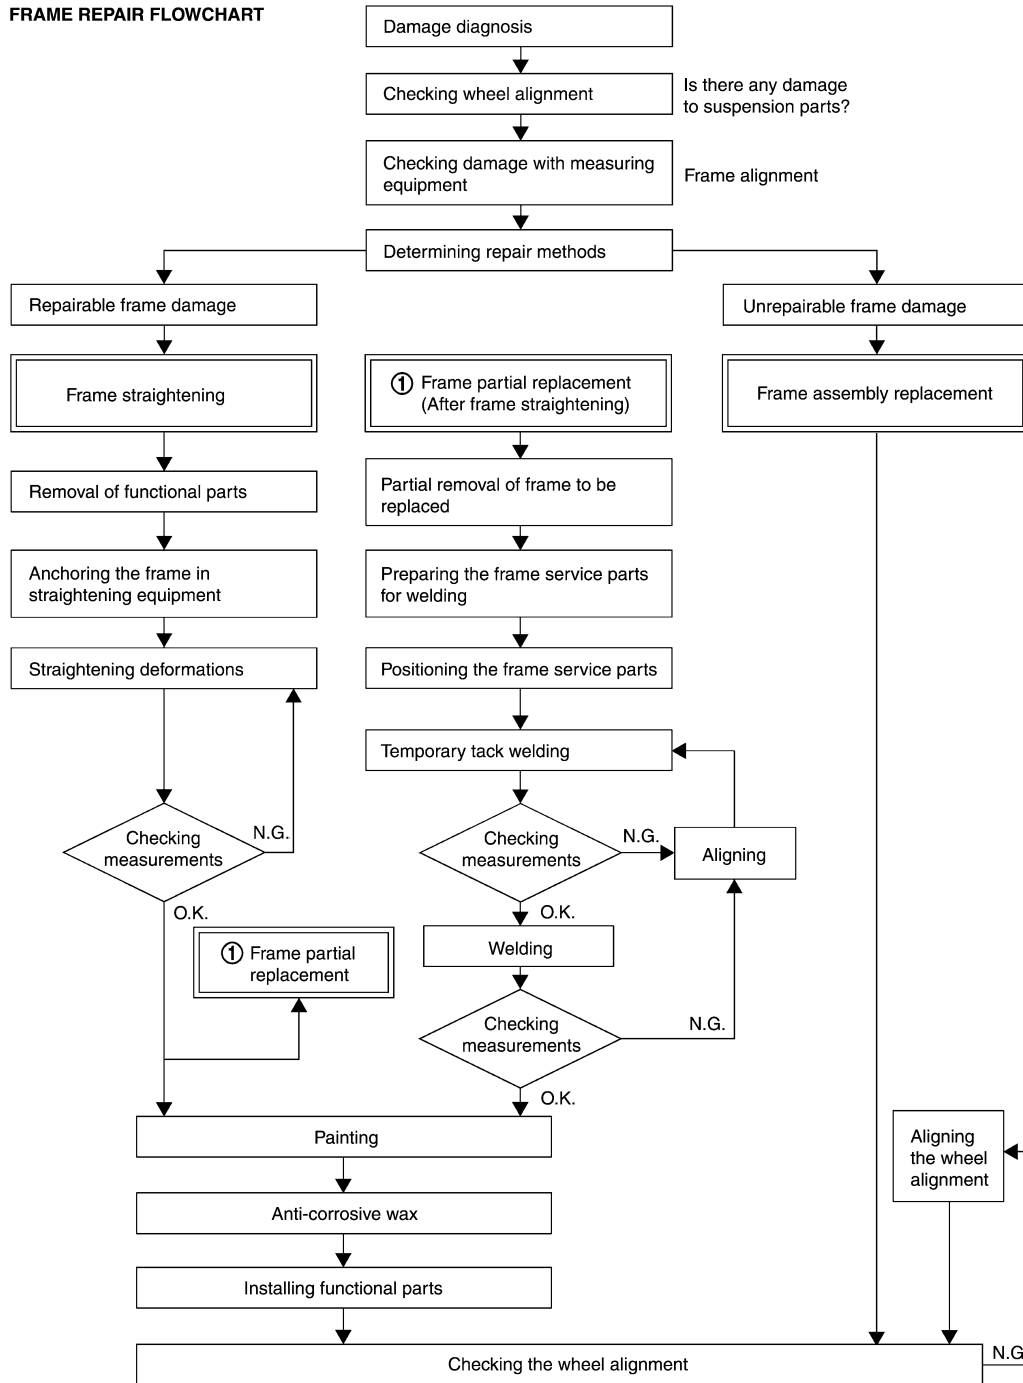 FRAME REPAIR FLOWCHART
Damage diagnosis
Checking wheel alignment
Is there any damage
to suspension parts?
Checking damage with measuring
equipment
Frame alignment
Determining repair methods
Repairable frame damage
Unrepairable frame damage
Frame straightening
① Frame partial replacement
(After frame straightening)
Frame assembly replacement
Removal of functional parts
Partial removal of frame to be
replaced
Anchoring the frame in
straightening equipment
Preparing the frame service parts
for welding
Straightening deformations
Positioning the frame service parts
Temporary tack welding
Checking
measurements
N.G.
O.K.
Checking
measurements
N.G.
Aligning
O.K.
① Frame partial
replacement
Welding
Checking
measurements
N.G.
O.K.
Painting
Aligning
the wheel
alignment
Anti-corrosive wax
Installing functional parts
Checking the wheel alignment
N.G